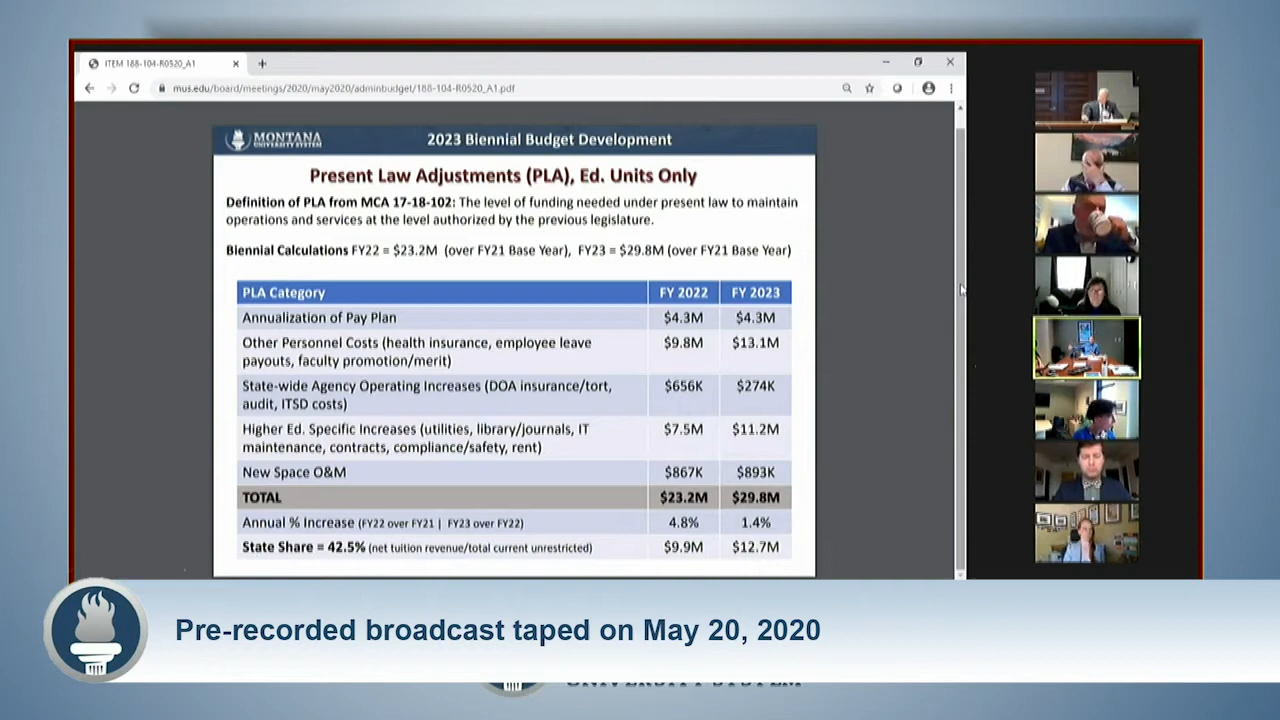 ITEM 188-104-R0520_A1
mus.edu/board/meetings/2020/may2020/adminbudget/188-104-R0520_A1.pdf
MONTANA
UNIVERSITY SYSTEM
2023 Biennial Budget Development
Present Law Adjustments (PLA), Ed. Units Only
Definition of PLA from MCA 17-18-102: The level of funding needed under present law to maintain
operations and services at the level authorized by the previous legislature.
Biennial Calculations FY22 = $23.2M (over FY21 Base Year), FY23 = $29.8M (over FY21 Base Year)
PLA Category FY 2022 FY 2023
Annualization of Pay Plan $4.3M $4.3M
Other Personnel Costs (health insurance, employee leave
payouts, faculty promotion/merit) $9.8M $13.1M
State-wide Agency Operating Increases (DOA insurance/tort,
audit, ITSD costs) $656K $274K
Higher Ed. Specific Increases (utilities, library/journals, IT
maintenance, contracts, compliance/safety, rent) $7.5M $11.2M
New Space O&M $867K $893K
TOTAL $23.2M $29.8M
Annual % Increase (FY22 over FY21 | FY23 over FY22) 4.8% 1.4%
State Share = 42.5% (net tuition revenue/total current unrestricted) $9.9M $12.7M
Pre-recorded broadcast taped on May 20, 2020